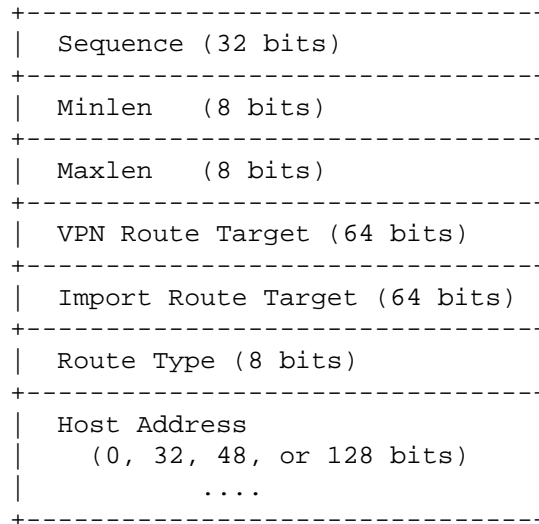 +--------------------------------
|  Sequence (32 bits)
+--------------------------------
|  Minlen   (8 bits)
+--------------------------------
|  Maxlen   (8 bits)
+--------------------------------
|  VPN Route Target (64 bits)
+--------------------------------
|  Import Route Target (64 bits)
+--------------------------------
|  Route Type (8 bits)
+--------------------------------
|  Host Address
|    (0, 32, 48, or 128 bits)
|           ....
+--------------------------------